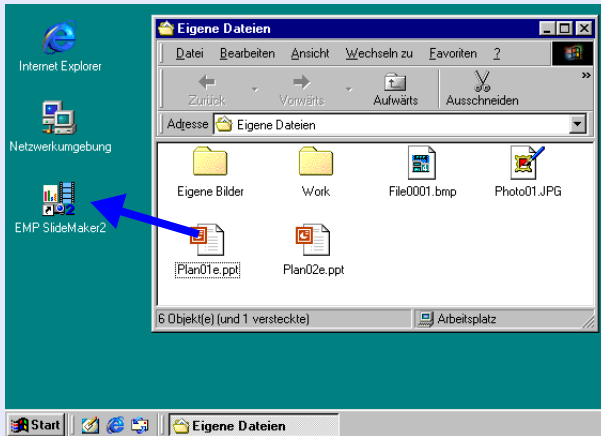 Internet Explorer
Netzwerkumgebung
EMP SlideMaker2
Eigene Dateien
Datei Bearbeiten Ansicht Wechseln zu Favoriten ?
Zurück Vorwärts Aufwärts Ausschneiden »
Adresse Eigene Dateien
Eigene Bilder Work File0001.bmp Photo01.JPG
Plan01e.ppt Plan02e.ppt
6 Objekt(e) (und 1 versteckte) Arbeitsplatz
Start Eigene Dateien